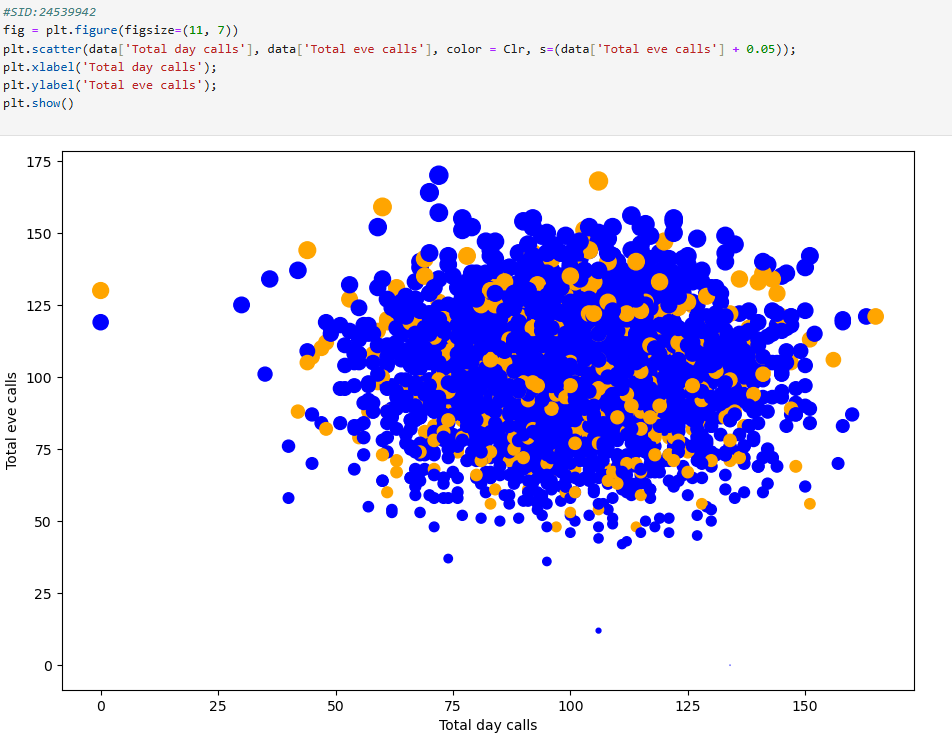 #SID:24539942
fig = plt.figure(figsize=(11, 7))
plt.scatter(data['Total day calls'], data['Total eve calls'], color = Clr, s=(data['Total eve calls'] + 0.05));
plt.xlabel('Total day calls');
plt.ylabel('Total eve calls');
plt.show()
175
150
125
100
75
50
25
0
Total eve calls
0 25 50 75 100 125 150
Total day calls